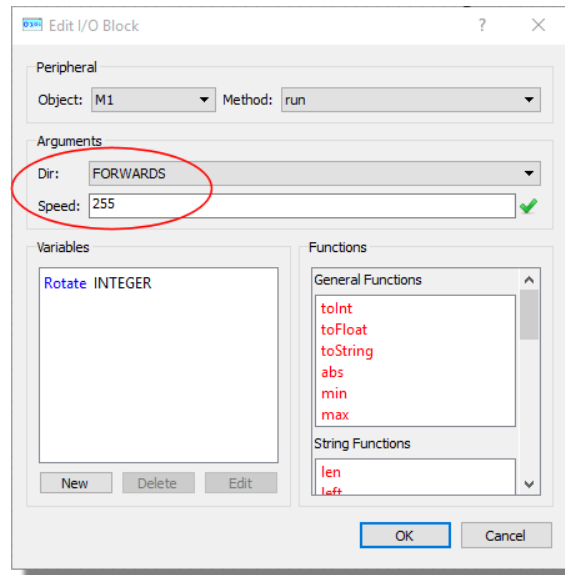 Edit I/O Block
Peripheral
Object: M1 Method: run
Arguments
Dir: FORWARDS
Speed: 255
Variables
Rotate INTEGER
New Delete Edit
Functions
General Functions
toInt
toFloat
toString
abs
min
max
String Functions
len
left
OK Cancel